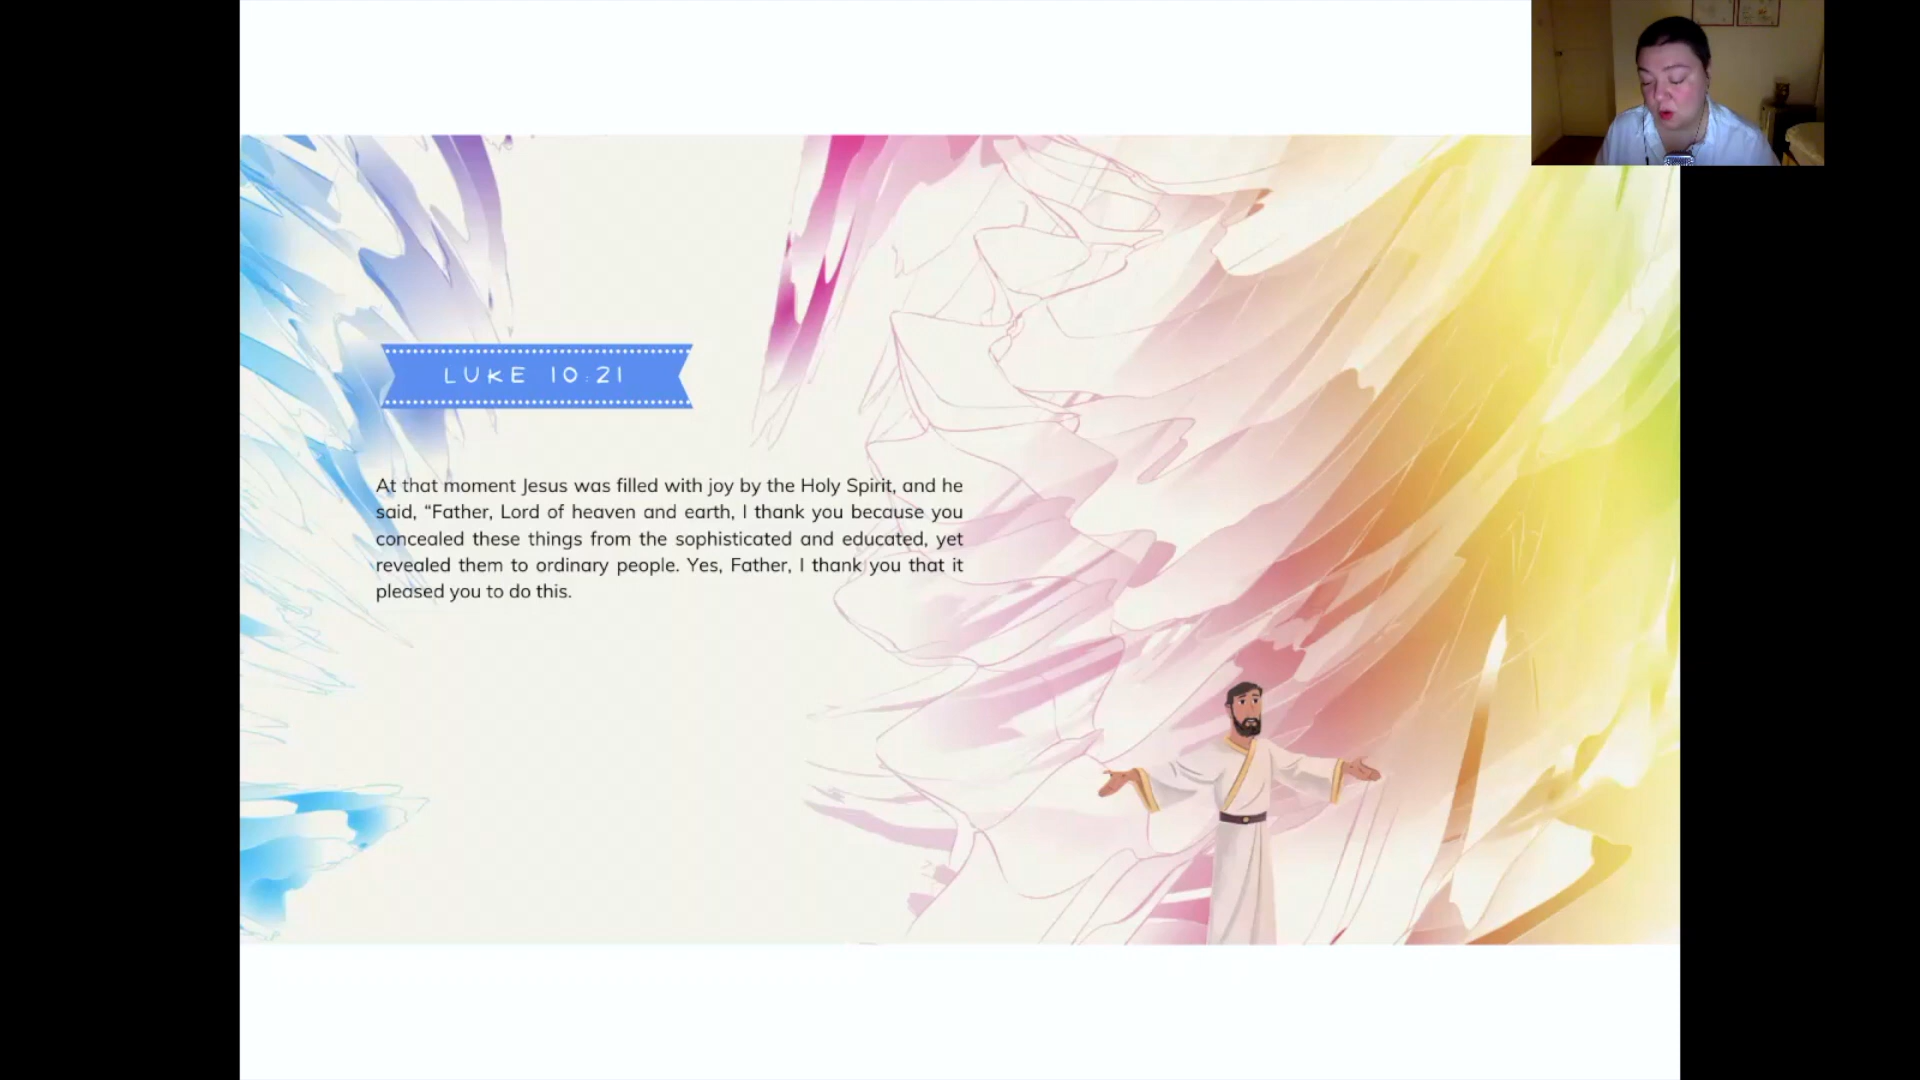 LUKE 10:21
At that moment Jesus was filled with joy by the Holy Spirit, and he
said, “Father, Lord of heaven and earth, I thank you because you
concealed these things from the sophisticated and educated, yet
revealed them to ordinary people. Yes, Father, I thank you that it
pleased you to do this.